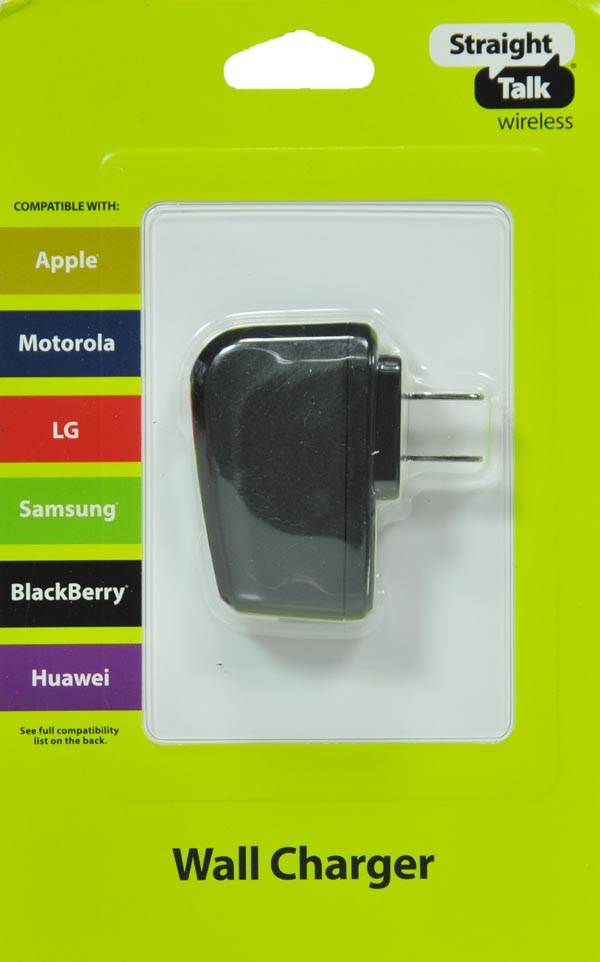 Straight
Talk®
wireless
COMPATIBLE WITH:
Apple®
Motorola
LG
Samsung®
BlackBerry®
Huawei
See full compatibility
list on the back.
Wall Charger